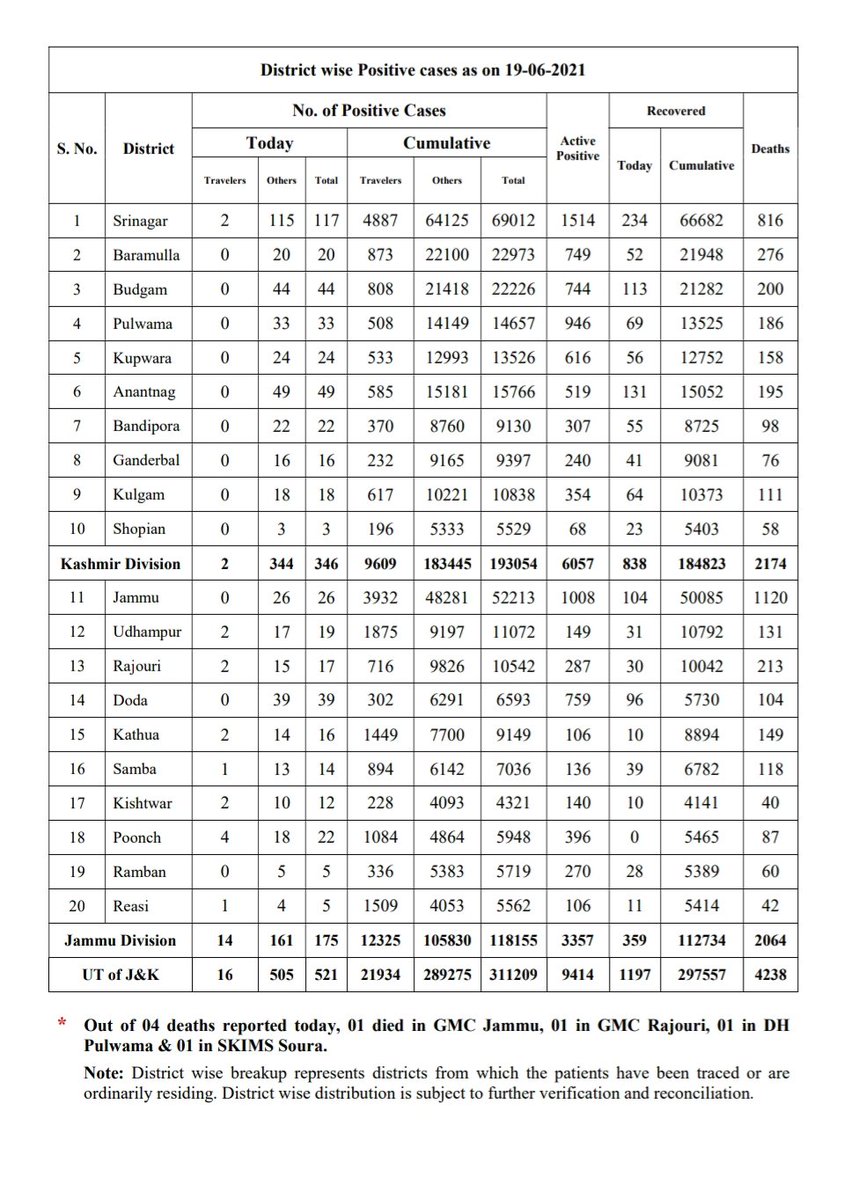 District wise Positive cases as on 19-06-2021
S. No. District No. of Positive Cases Active Positive Recovered Deaths
Today Cumulative Today Cumulative
Travelers Others Total Travelers Others Total
1 Srinagar 2 115 117 4887 64125 69012 1514 234 66682 816
2 Baramulla 0 20 20 873 22100 22973 749 52 21948 276
3 Budgam 0 44 44 808 21418 22226 744 113 21282 200
4 Pulwama 0 33 33 508 14149 14657 946 69 13525 186
5 Kupwara 0 24 24 533 12993 13526 616 56 12752 158
6 Anantnag 0 49 49 585 15181 15766 519 131 15052 195
7 Bandipora 0 22 22 370 8760 9130 307 55 8725 98
8 Ganderbal 0 16 16 232 9165 9397 240 41 9081 76
9 Kulgam 0 18 18 617 10221 10838 354 64 10373 111
10 Shopian 0 3 3 196 5333 5529 68 23 5403 58
Kashmir Division 2 344 346 9609 183445 193054 6057 838 184823 2174
11 Jammu 0 26 26 3932 48281 52213 1008 104 50085 1120
12 Udhampur 2 17 19 1875 9197 11072 149 31 10792 131
13 Rajouri 2 15 17 716 9826 10542 287 30 10042 213
14 Doda 0 39 39 302 6291 6593 759 96 5730 104
15 Kathua 2 14 16 1449 7700 9149 106 10 8894 149
16 Samba 1 13 14 894 6142 7036 136 39 6782 118
17 Kishtwar 2 10 12 228 4093 4321 140 10 4141 40
18 Poonch 4 18 22 1084 4864 5948 396 0 5465 87
19 Ramban 0 5 5 336 5383 5719 270 28 5389 60
20 Reasi 1 4 5 1509 4053 5562 106 11 5414 42
Jammu Division 14 161 175 12325 105830 118155 3357 359 112734 2064
UT of J&K 16 505 521 21934 289275 311209 9414 1197 297557 4238
* Out of 04 deaths reported today, 01 died in GMC Jammu, 01 in GMC Rajouri, 01 in DH
Pulwama & 01 in SKIMS Soura.
Note: District wise breakup represents districts from which the patients have been traced or are
ordinarily residing. District wise distribution is subject to further verification and reconciliation.